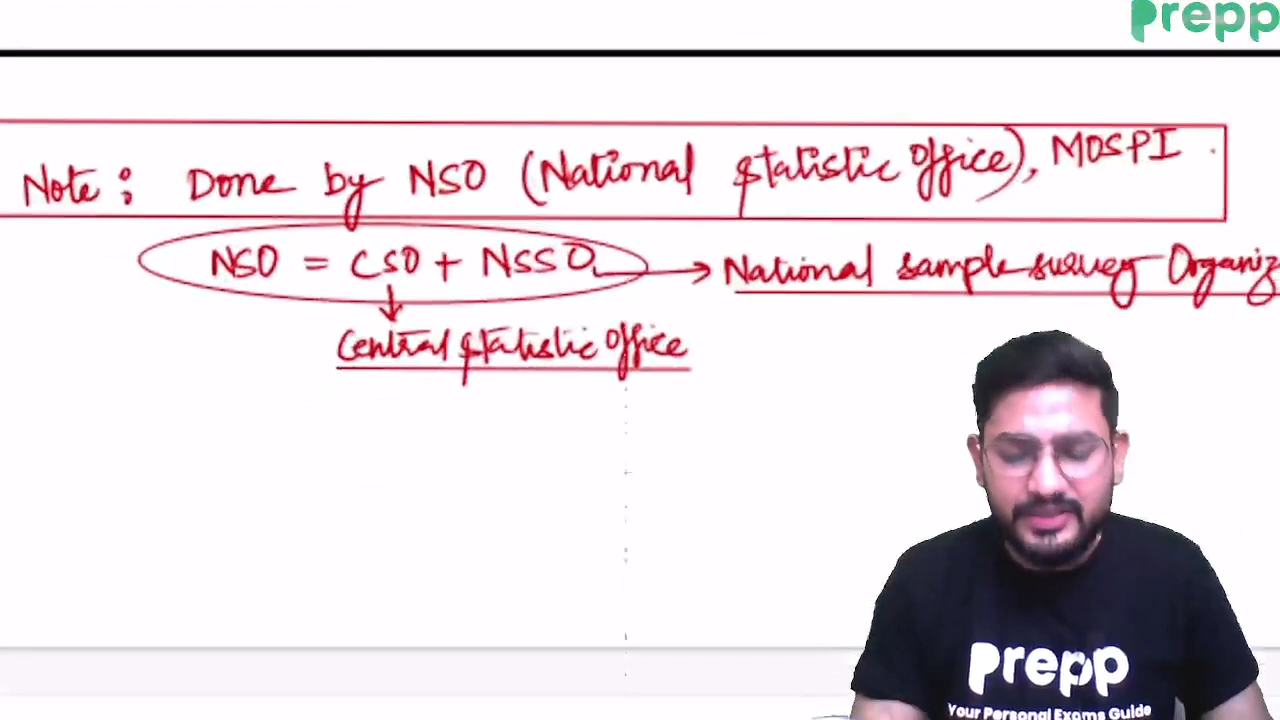 prepp
Note : Done by NSO (National statistic office), MOSPI.
NSO = CSO + NSSO → National sample survey Organiz
Central statistic office
prepp
Your Personal Exams Guide